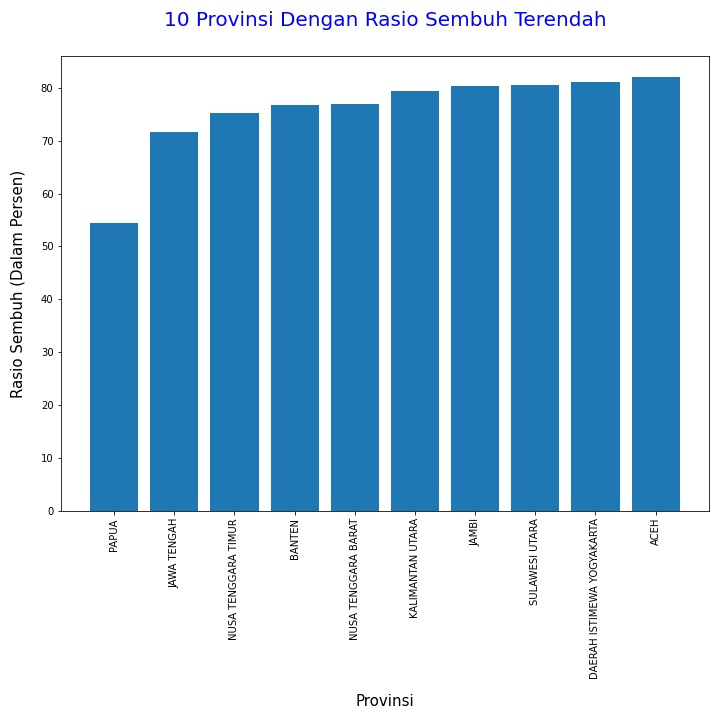 10 Provinsi Dengan Rasio Sembuh Terendah
Rasio Sembuh (Dalam Persen)
80
70
60
50
40
30
20
10
0
PAPUA
JAWA TENGAH
NUSA TENGGARA TIMUR
BANTEN
NUSA TENGGARA BARAT
KALIMANTAN UTARA
JAMBI
SULAWESI UTARA
DAERAH ISTIMEWA YOGYAKARTA
ACEH
Provinsi